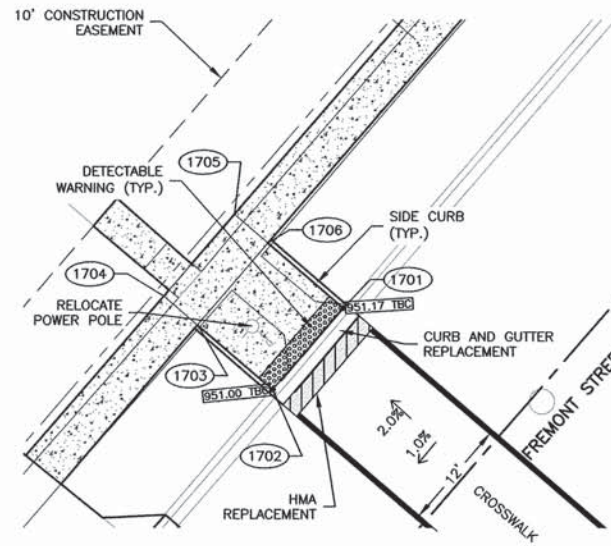 10' CONSTRUCTION
EASEMENT
1705
DETECTABLE
WARNING (TYP.)
1706
SIDE CURB
(TYP.)
1704
1701
951.17 TBC
RELOCATE
POWER POLE
CURB AND GUTTER
REPLACEMENT
1703
951.00 TBC
1702
HMA
REPLACEMENT
2.0%
1.0%
12'
FREMONT STRE
CROSSWALK